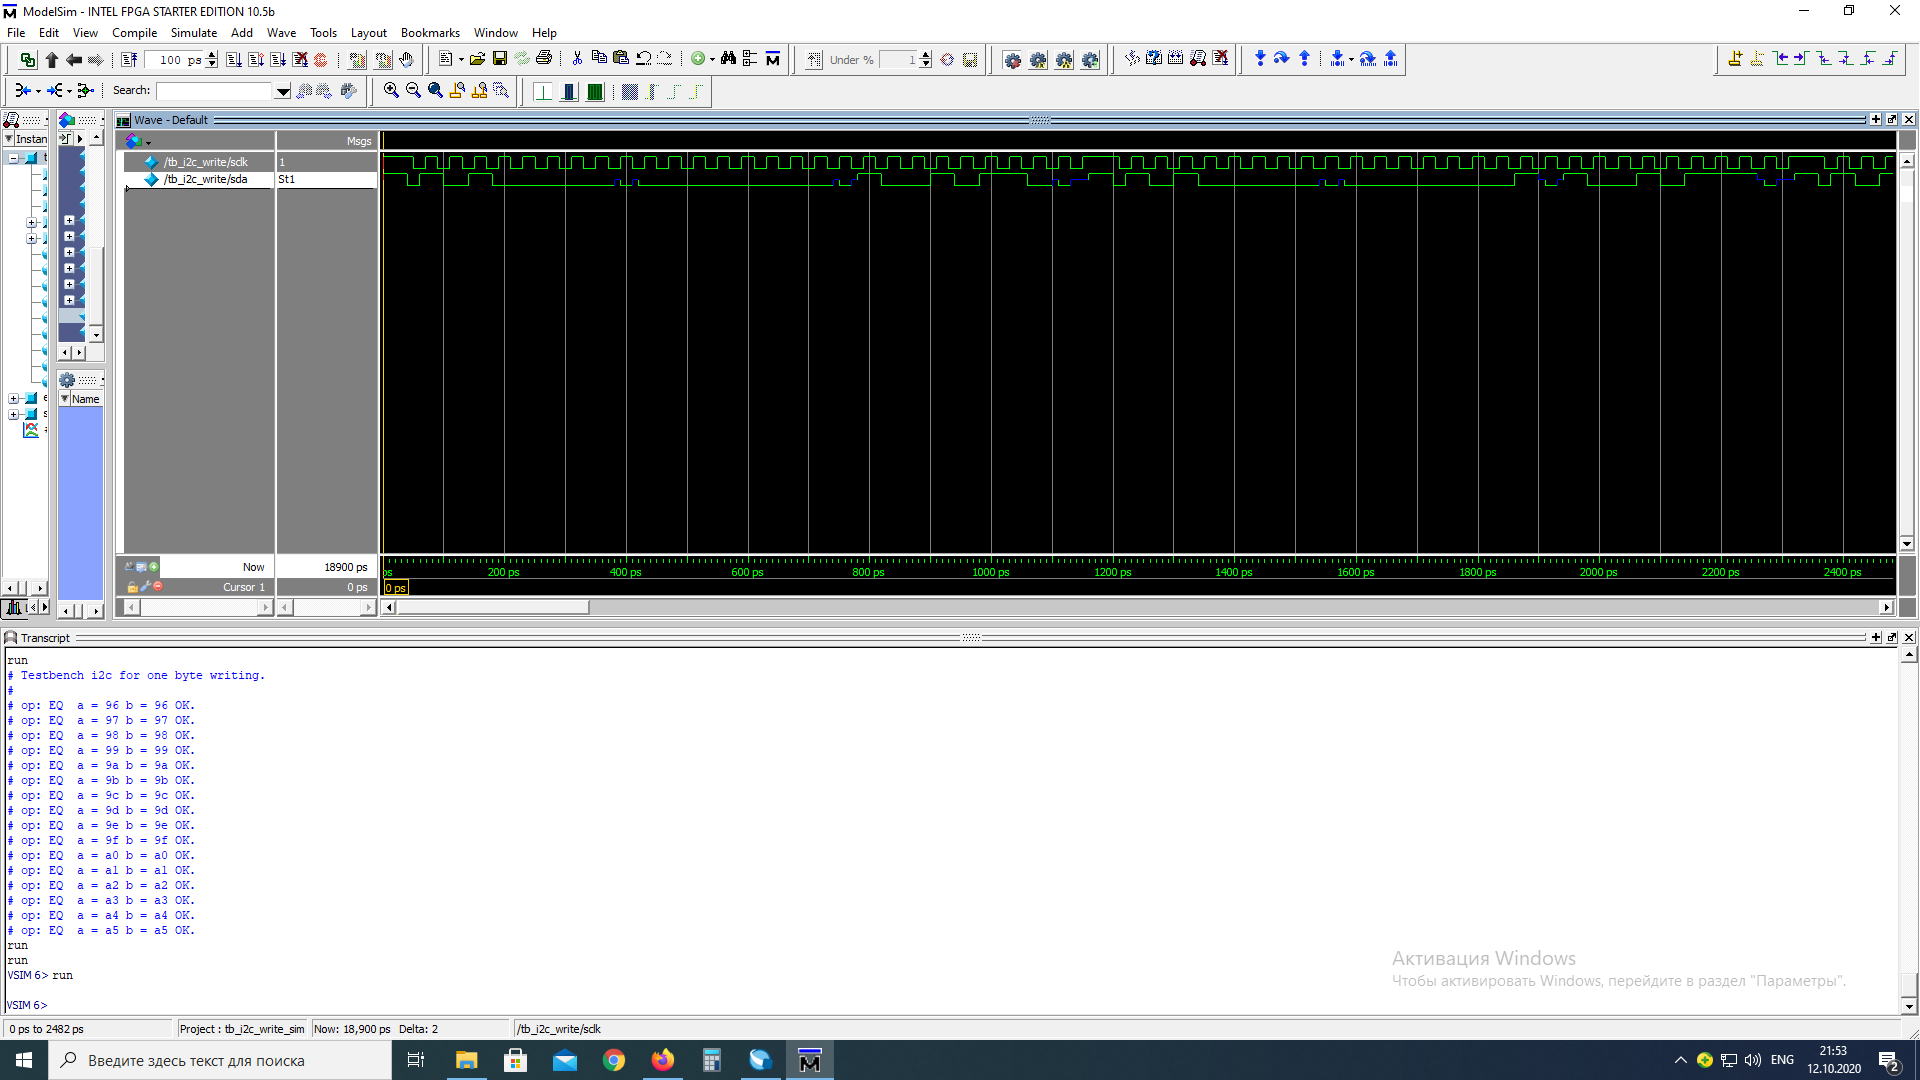 ModelSim - INTEL FPGA STARTER EDITION 10.5b
File Edit View Compile Simulate Add Wave Tools Layout Bookmarks Window Help
100 ps
Under %
1
Search:
Wave - Default
Instan
Msgs
/tb_i2c_write/sclk 1
/tb_i2c_write/sda St1
Name
Now 18900 ps
200 ps 400 ps 600 ps 800 ps 1000 ps 1200 ps 1400 ps 1600 ps 1800 ps 2000 ps 2200 ps 2400 ps
Cursor 1 0 ps
0 ps
Transcript
run
# Testbench i2c for one byte writing.
#
# op: EQ a = 96 b = 96 OK.
# op: EQ a = 97 b = 97 OK.
# op: EQ a = 98 b = 98 OK.
# op: EQ a = 99 b = 99 OK.
# op: EQ a = 9a b = 9a OK.
# op: EQ a = 9b b = 9b OK.
# op: EQ a = 9c b = 9c OK.
# op: EQ a = 9d b = 9d OK.
# op: EQ a = 9e b = 9e OK.
# op: EQ a = 9f b = 9f OK.
# op: EQ a = a0 b = a0 OK.
# op: EQ a = a1 b = a1 OK.
# op: EQ a = a2 b = a2 OK.
# op: EQ a = a3 b = a3 OK.
# op: EQ a = a4 b = a4 OK.
# op: EQ a = a5 b = a5 OK.
run
run
VSIM 6> run
VSIM 6>
Активация Windows
Чтобы активировать Windows, перейдите в раздел "Параметры".
0 ps to 2482 ps Project : tb_i2c_write_sim Now: 18,900 ps Delta: 2 /tb_i2c_write/sclk
Введите здесь текст для поиска
ENG
21:53
12.10.2020
2